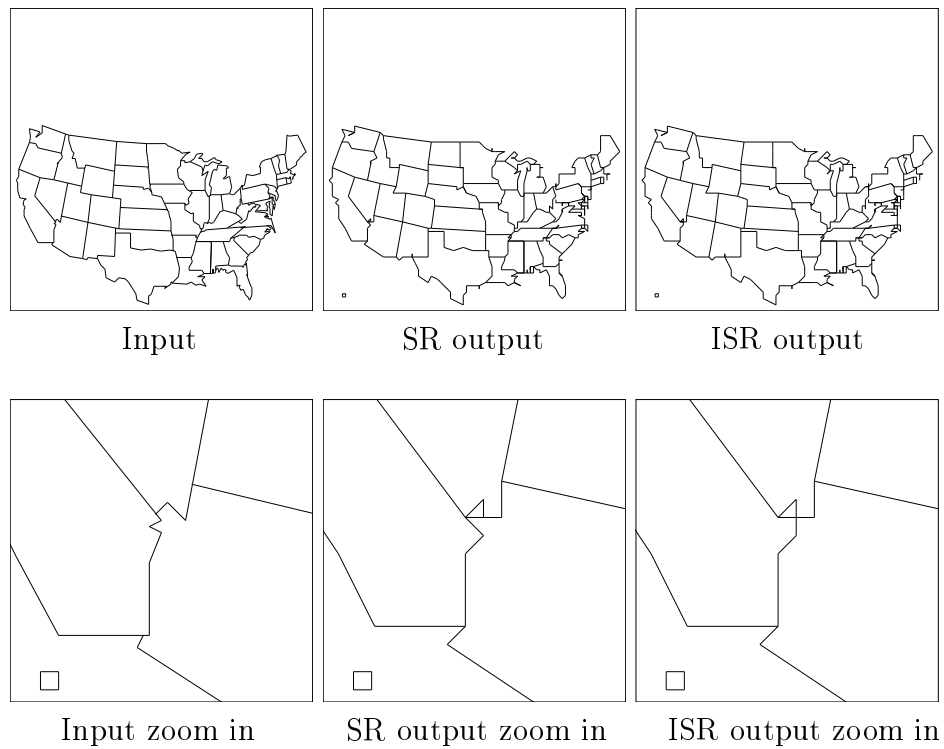 Input
SR output
ISR output
Input zoom in
SR output zoom in
ISR output zoom in